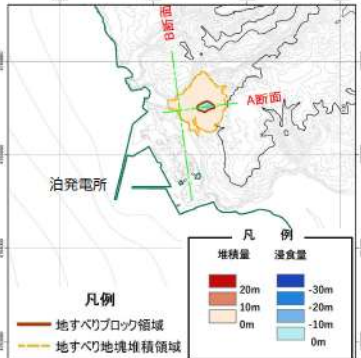 B断面
A断面
泊発電所
凡例
地すべりブロック領域
地すべり地塊堆積領域
凡 例
堆積量 浸食量
20m -30m
10m -20m
0m -10m
0m